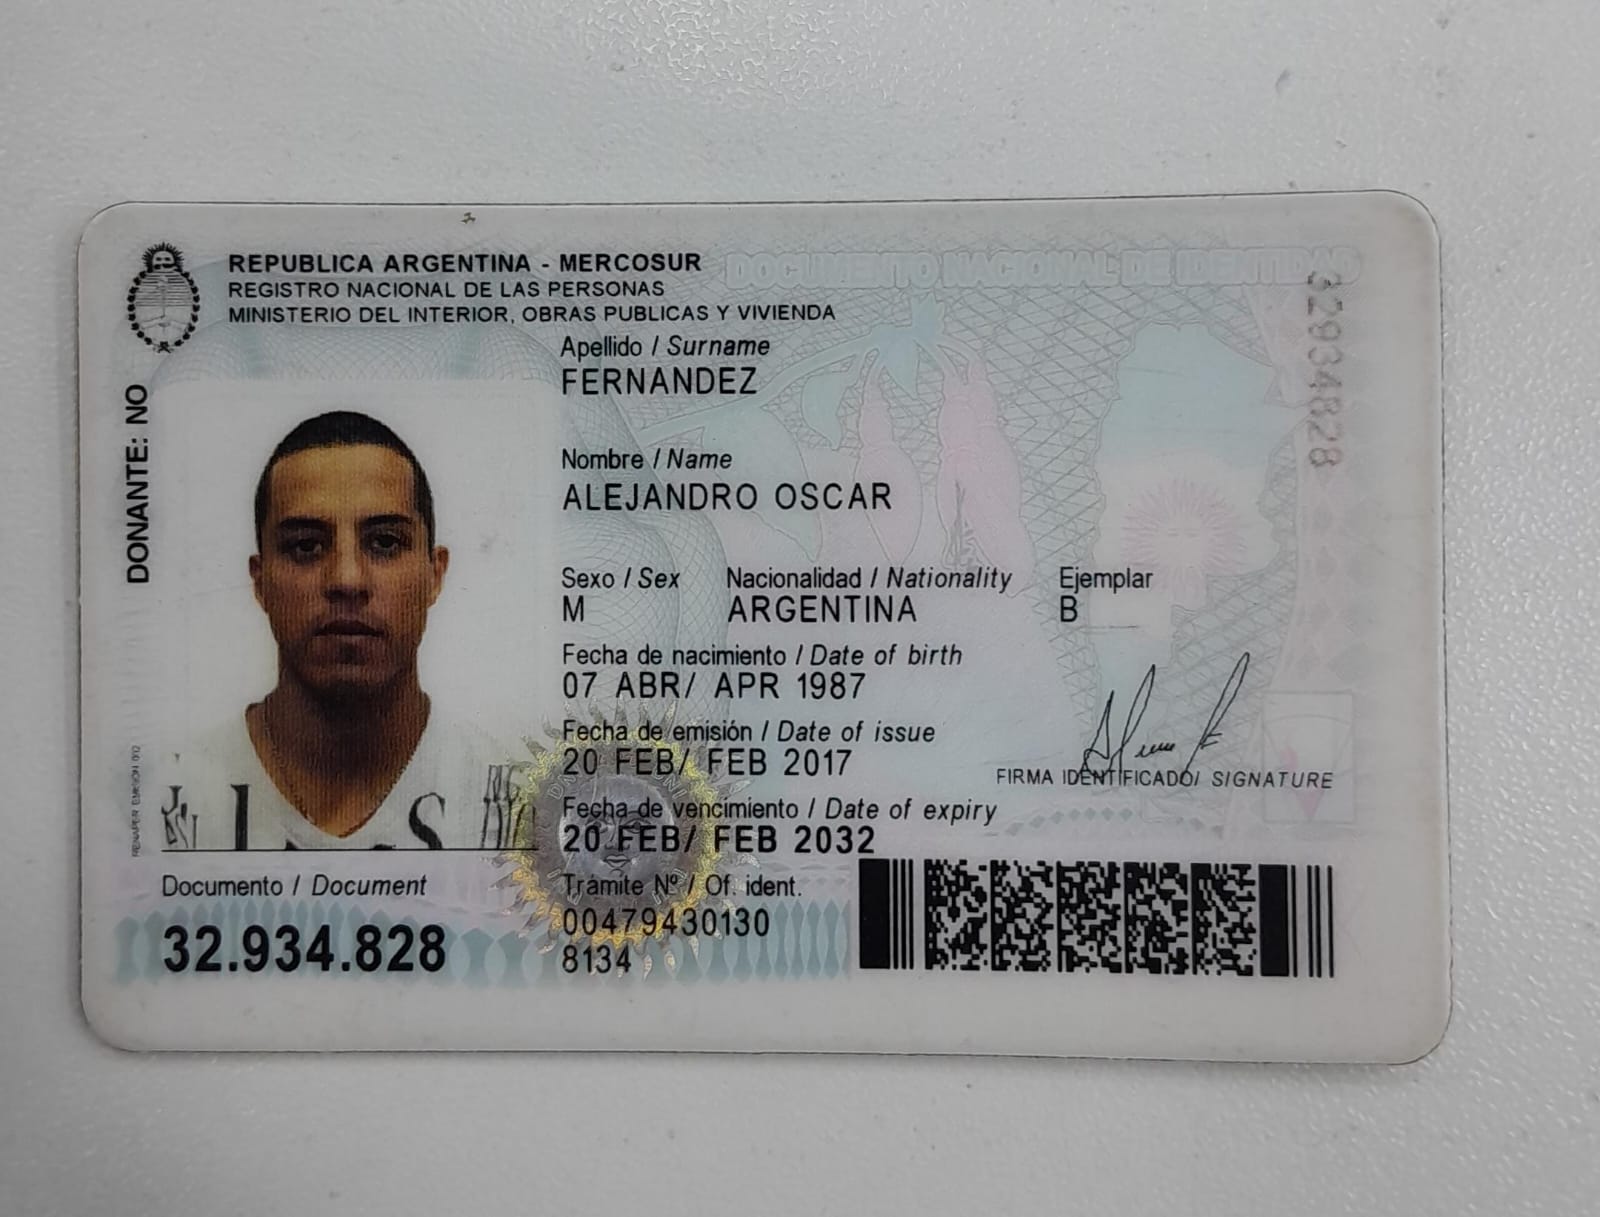 REPUBLICA ARGENTINA - MERCOSUR
REGISTRO NACIONAL DE LAS PERSONAS
MINISTERIO DEL INTERIOR, OBRAS PUBLICAS Y VIVIENDA
DOCUMENTO NACIONAL DE IDENTIDAD
32934828
DONANTE: NO
Apellido / Surname
FERNANDEZ
Nombre / Name
ALEJANDRO OSCAR
Sexo / Sex Nacionalidad / Nationality Ejemplar
M ARGENTINA B
Fecha de nacimiento / Date of birth
07 ABR/ APR 1987
Fecha de emisión / Date of issue
20 FEB/ FEB 2017
FIRMA IDENTIFICADO/ SIGNATURE
Fecha de vencimiento / Date of expiry
20 FEB/ FEB 2032
Documento / Document
32.934.828
Trámite Nº / Of. ident.
00479430130
8134